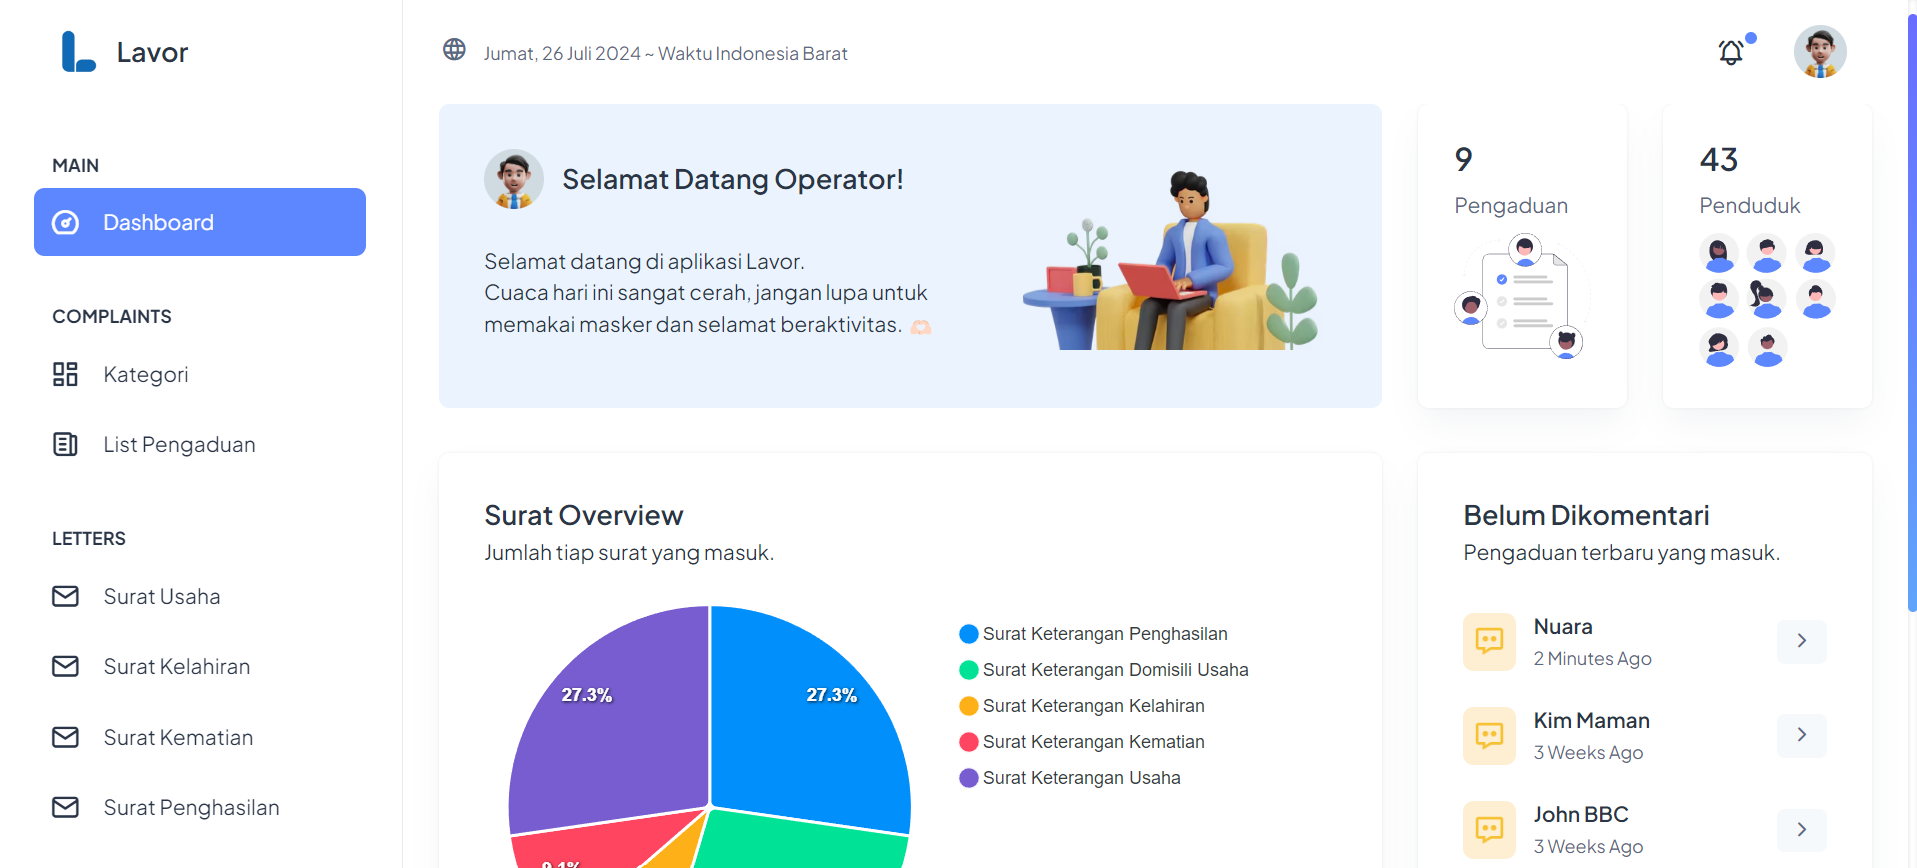 Lavor
MAIN
Dashboard
COMPLAINTS
Kategori
List Pengaduan
LETTERS
Surat Usaha
Surat Kelahiran
Surat Kematian
Surat Penghasilan
Jumat, 26 Juli 2024 ~ Waktu Indonesia Barat
Selamat Datang Operator!
Selamat datang di aplikasi Lavor.
Cuaca hari ini sangat cerah, jangan lupa untuk
memakai masker dan selamat beraktivitas. 🫶🏻
9
Pengaduan
43
Penduduk
Surat Overview
Jumlah tiap surat yang masuk.
27.3%
27.3%
9.1%
Surat Keterangan Penghasilan
Surat Keterangan Domisili Usaha
Surat Keterangan Kelahiran
Surat Keterangan Kematian
Surat Keterangan Usaha
Belum Dikomentari
Pengaduan terbaru yang masuk.
Nuara
2 Minutes Ago
Kim Maman
3 Weeks Ago
John BBC
3 Weeks Ago